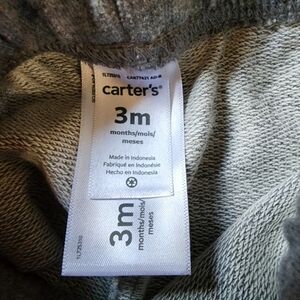 carter's®
3m
months/mois/
meses
Made in Indonesia
Fabriqué en Indonésie
Hecho en Indonesia
3m
months/mois/
meses